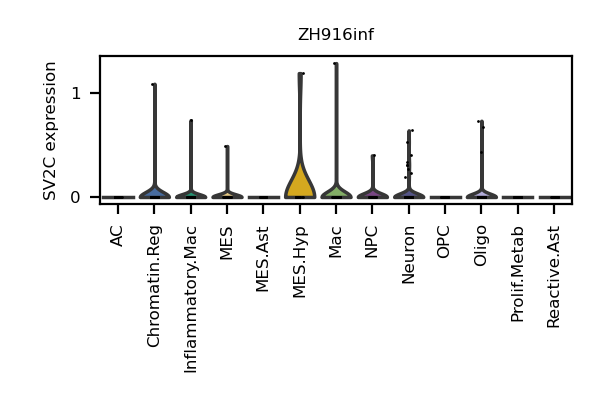 ZH916inf
SV2C expression
1
0
AC
Chromatin.Reg
Inflammatory.Mac
MES
MES.Ast
MES.Hyp
Mac
NPC
Neuron
OPC
Oligo
Prolif.Metab
Reactive.Ast